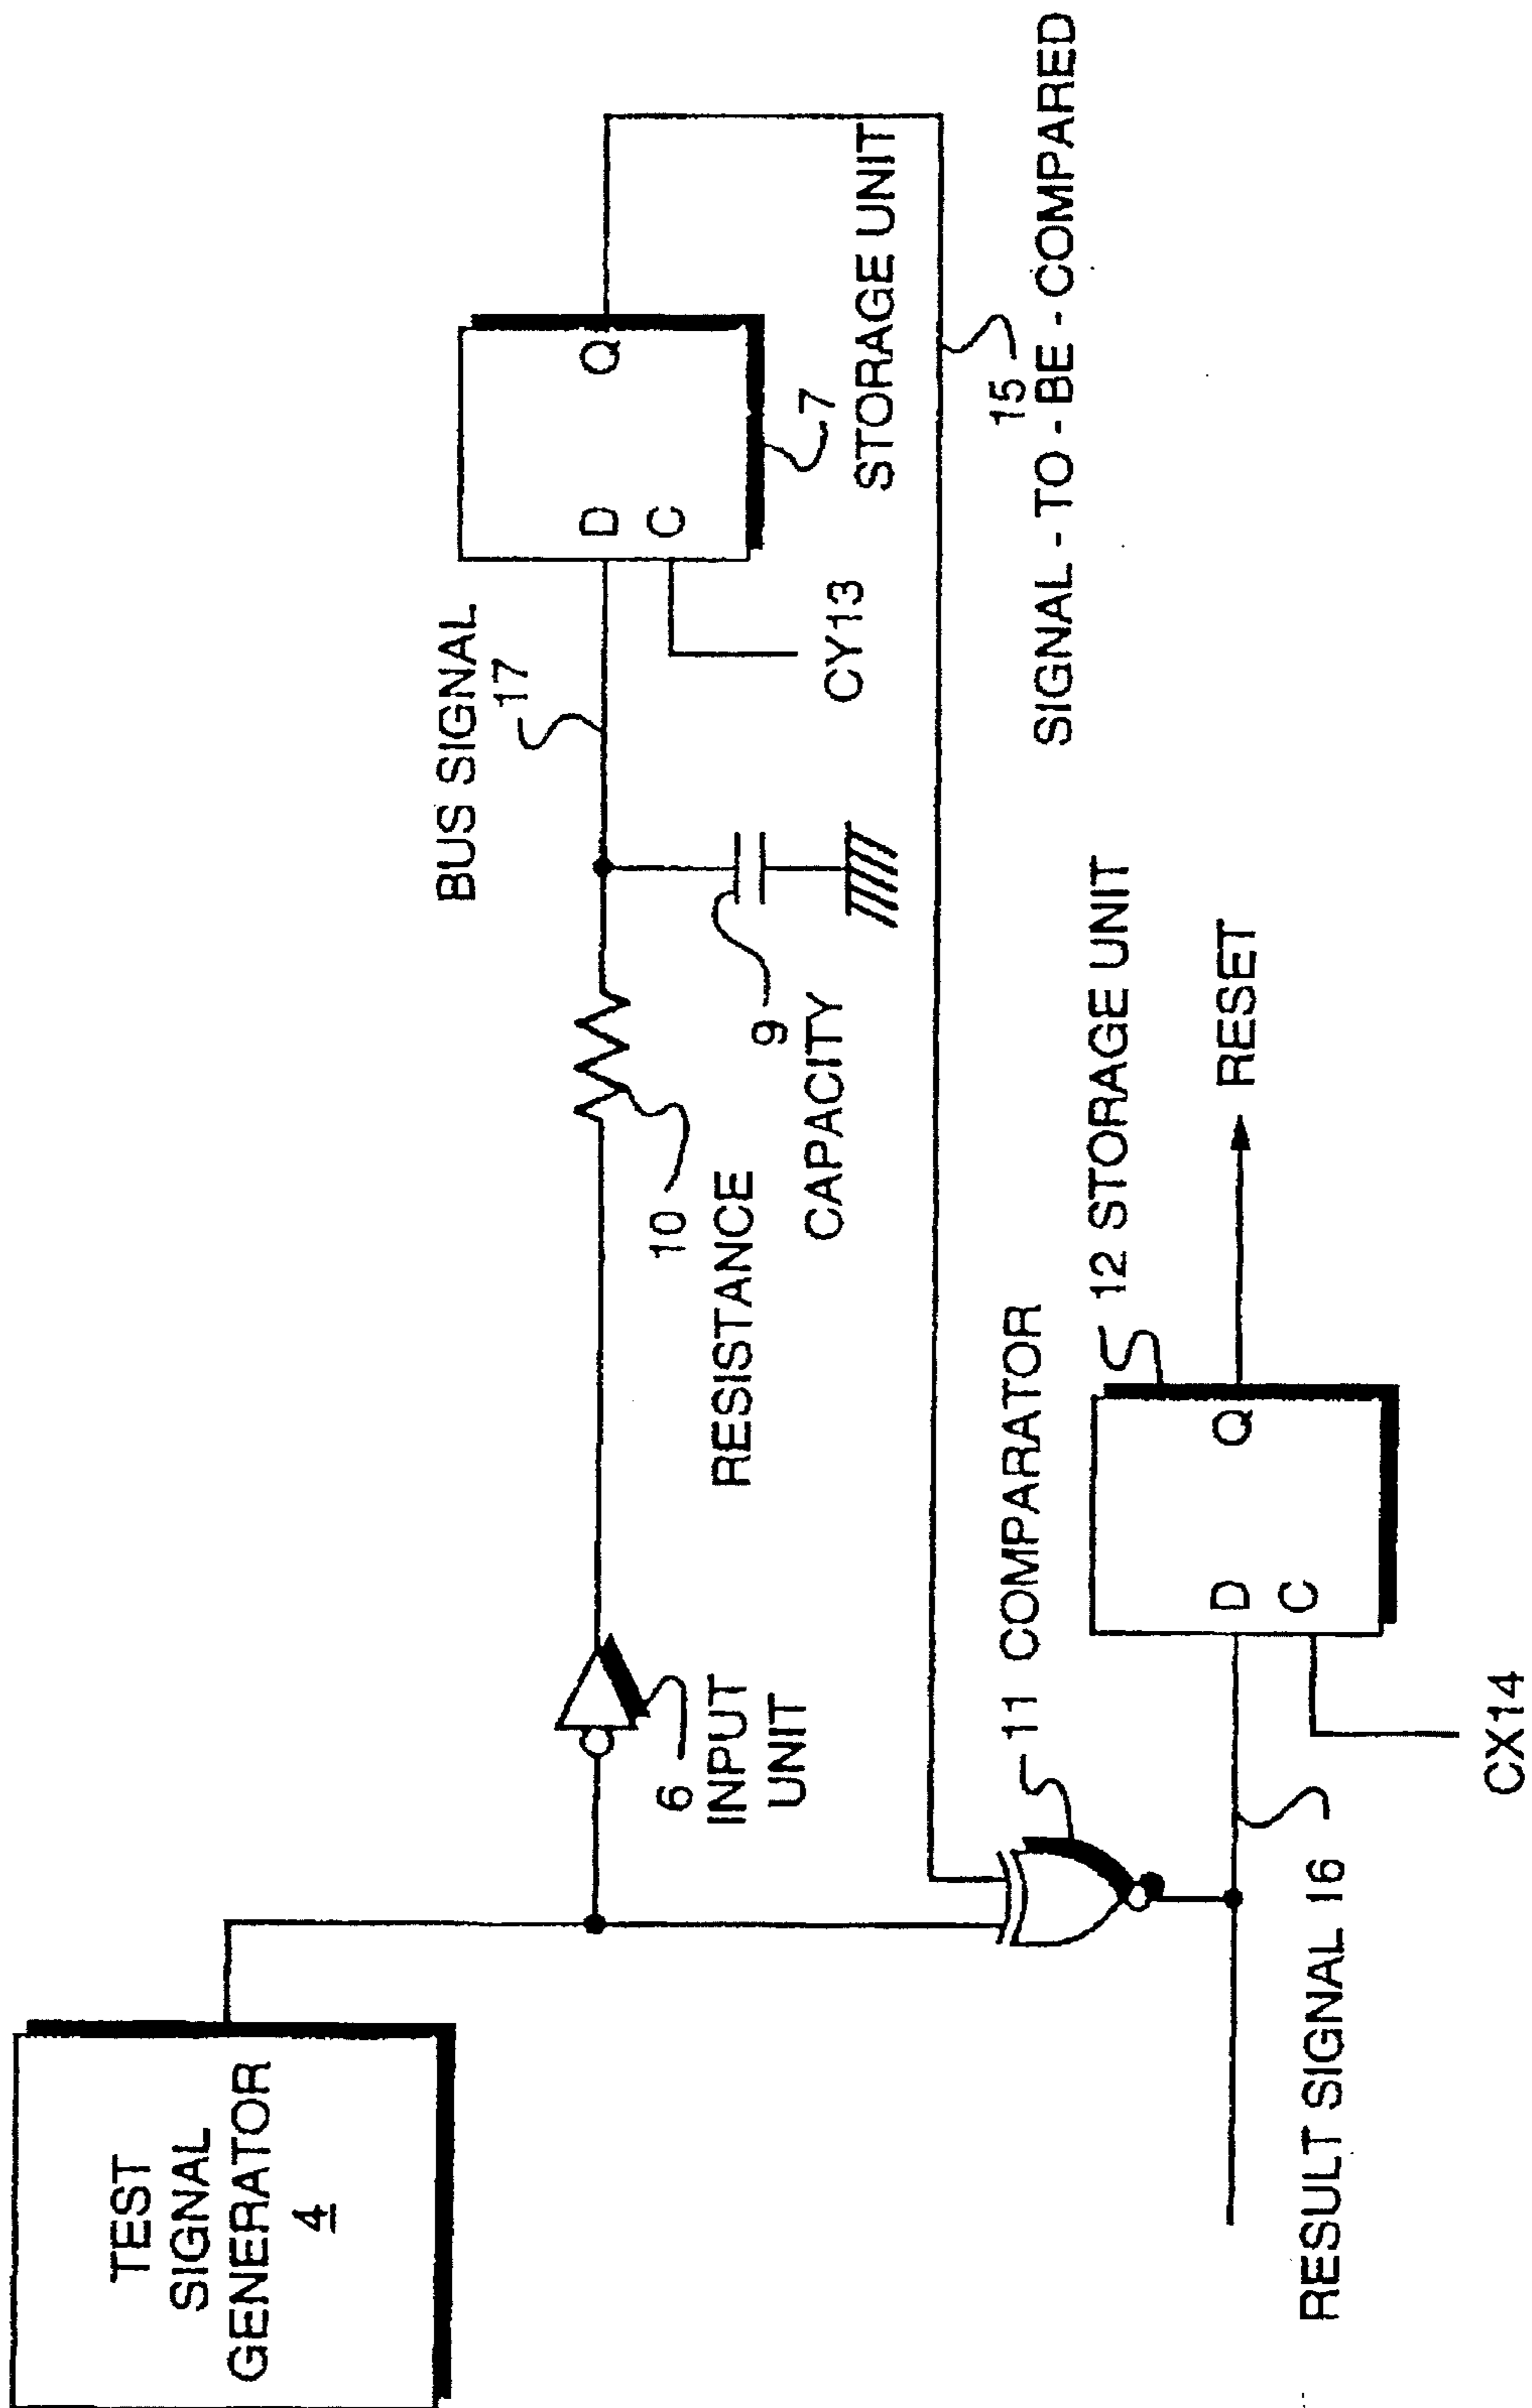 TEST
SIGNAL
GENERATOR
4
6
INPUT
UNIT
10
RESISTANCE
9
CAPACITY
BUS SIGNAL
17
D
C
Q
CY13
7
STORAGE UNIT
15
SIGNAL - TO - BE - COMPARED
11 COMPARATOR
RESULT SIGNAL 16
D
C
Q
CX14
12 STORAGE UNIT
RESET